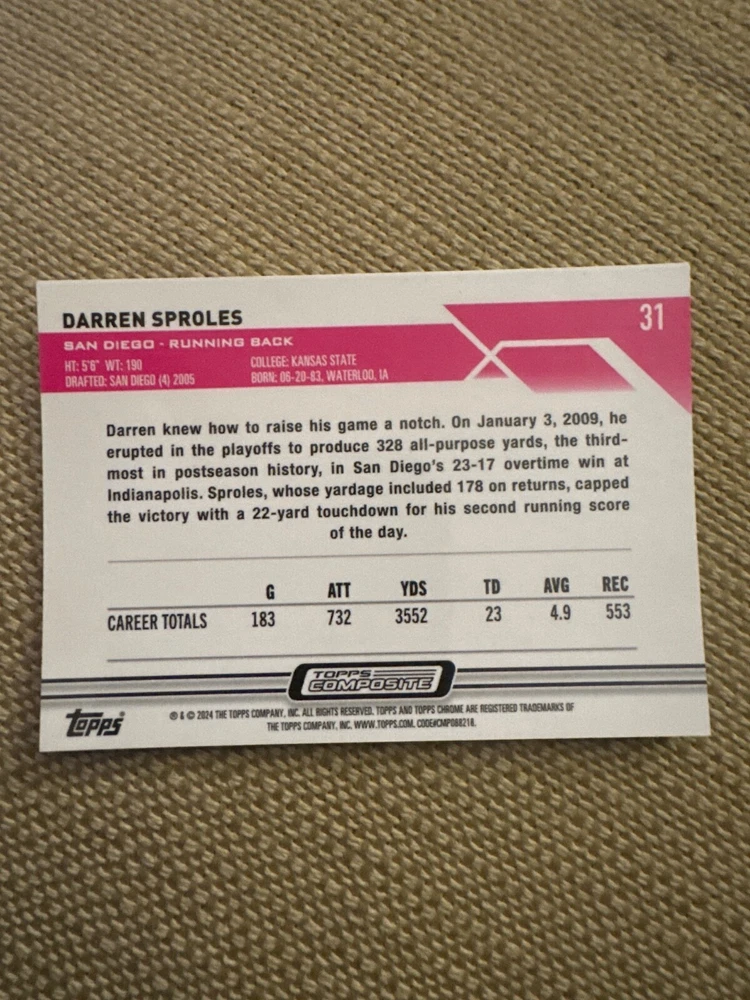 DARREN SPROLES
31
SAN DIEGO - RUNNING BACK
HT: 5'6" WT: 190
COLLEGE: KANSAS STATE
DRAFTED: SAN DIEGO (4) 2005
BORN: 06-20-83, WATERLOO, IA
Darren knew how to raise his game a notch. On January 3, 2009, he
erupted in the playoffs to produce 328 all-purpose yards, the third-
most in postseason history, in San Diego's 23-17 overtime win at
Indianapolis. Sproles, whose yardage included 178 on returns, capped
the victory with a 22-yard touchdown for his second running score
of the day.
G ATT YDS TD AVG REC
CAREER TOTALS 183 732 3552 23 4.9 553
TOPPS
COMPOSITE
Topps®
® & © 2024 THE TOPPS COMPANY, INC. ALL RIGHTS RESERVED. TOPPS AND TOPPS CHROME ARE REGISTERED TRADEMARKS OF
THE TOPPS COMPANY, INC. WWW.TOPPS.COM. CODE#CMP088218.